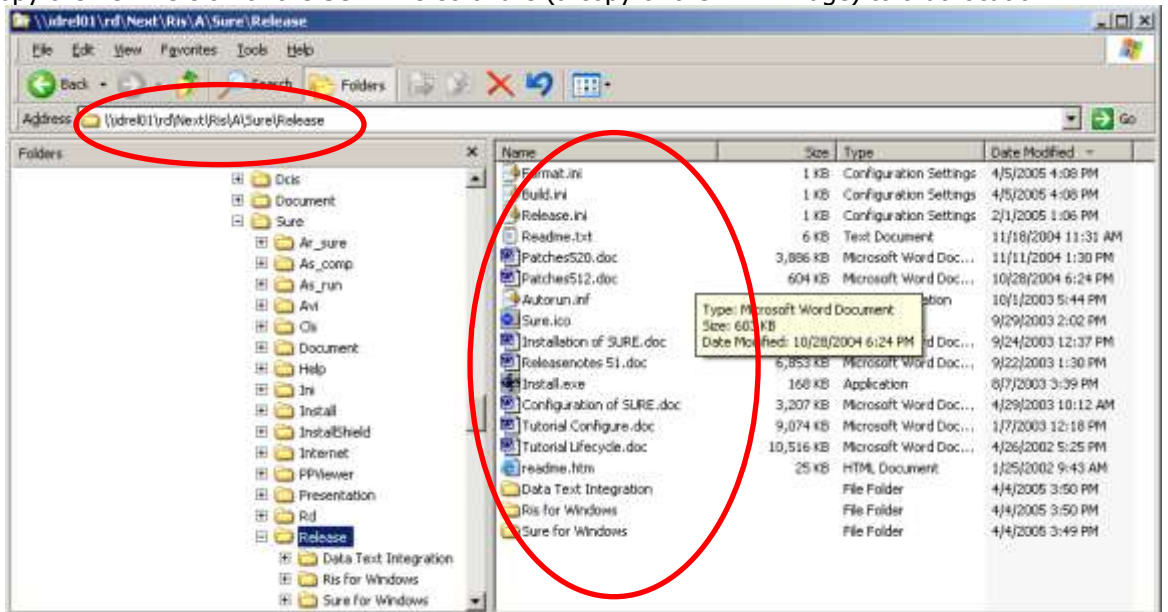 \\idrel01\rd\Next\Ris\A\Sure\Release
File Edit View Favorites Tools Help
Back Search Folders
Address \\idrel01\rd\Next\Ris\A\Sure\Release Go
Folders
Dcis
Document
Sure
Ar_sure
As_comp
As_run
Avi
Document
Help
Ini
Install
InstallShield
Internet
PPViewer
Presentation
Rd
Release
Data Text Integration
Ris for Windows
Sure for Windows
Name Size Type Date Modified
Format.ini 1 KB Configuration Settings 4/5/2005 4:08 PM
Build.ini 1 KB Configuration Settings 4/5/2005 4:08 PM
Release.ini 1 KB Configuration Settings 2/1/2005 1:06 PM
Readme.txt 6 KB Text Document 11/18/2004 11:31 AM
Patches520.doc 3,886 KB Microsoft Word Doc... 11/11/2004 1:30 PM
Patches512.doc 604 KB Microsoft Word Doc... 10/28/2004 6:24 PM
Autorun.inf 10/1/2003 5:44 PM
Sure.ico 9/29/2003 2:02 PM
Installation of SURE.doc d Doc... 9/24/2003 12:37 PM
Releasenotes 51.doc 6,853 KB Microsoft Word Doc... 9/22/2003 1:30 PM
Install.exe 168 KB Application 8/7/2003 3:39 PM
Configuration of SURE.doc 3,207 KB Microsoft Word Doc... 4/29/2003 10:12 AM
Tutorial Configure.doc 9,074 KB Microsoft Word Doc... 1/7/2003 12:18 PM
Tutorial Lifecycle.doc 10,516 KB Microsoft Word Doc... 4/26/2002 5:25 PM
readme.htm 25 KB HTML Document 1/25/2002 9:43 AM
Data Text Integration File Folder 4/4/2005 3:50 PM
Ris for Windows File Folder 4/4/2005 3:50 PM
Sure for Windows File Folder 4/4/2005 3:49 PM
Type: Microsoft Word Document
Size: 603 KB
Date Modified: 10/28/2004 6:24 PM